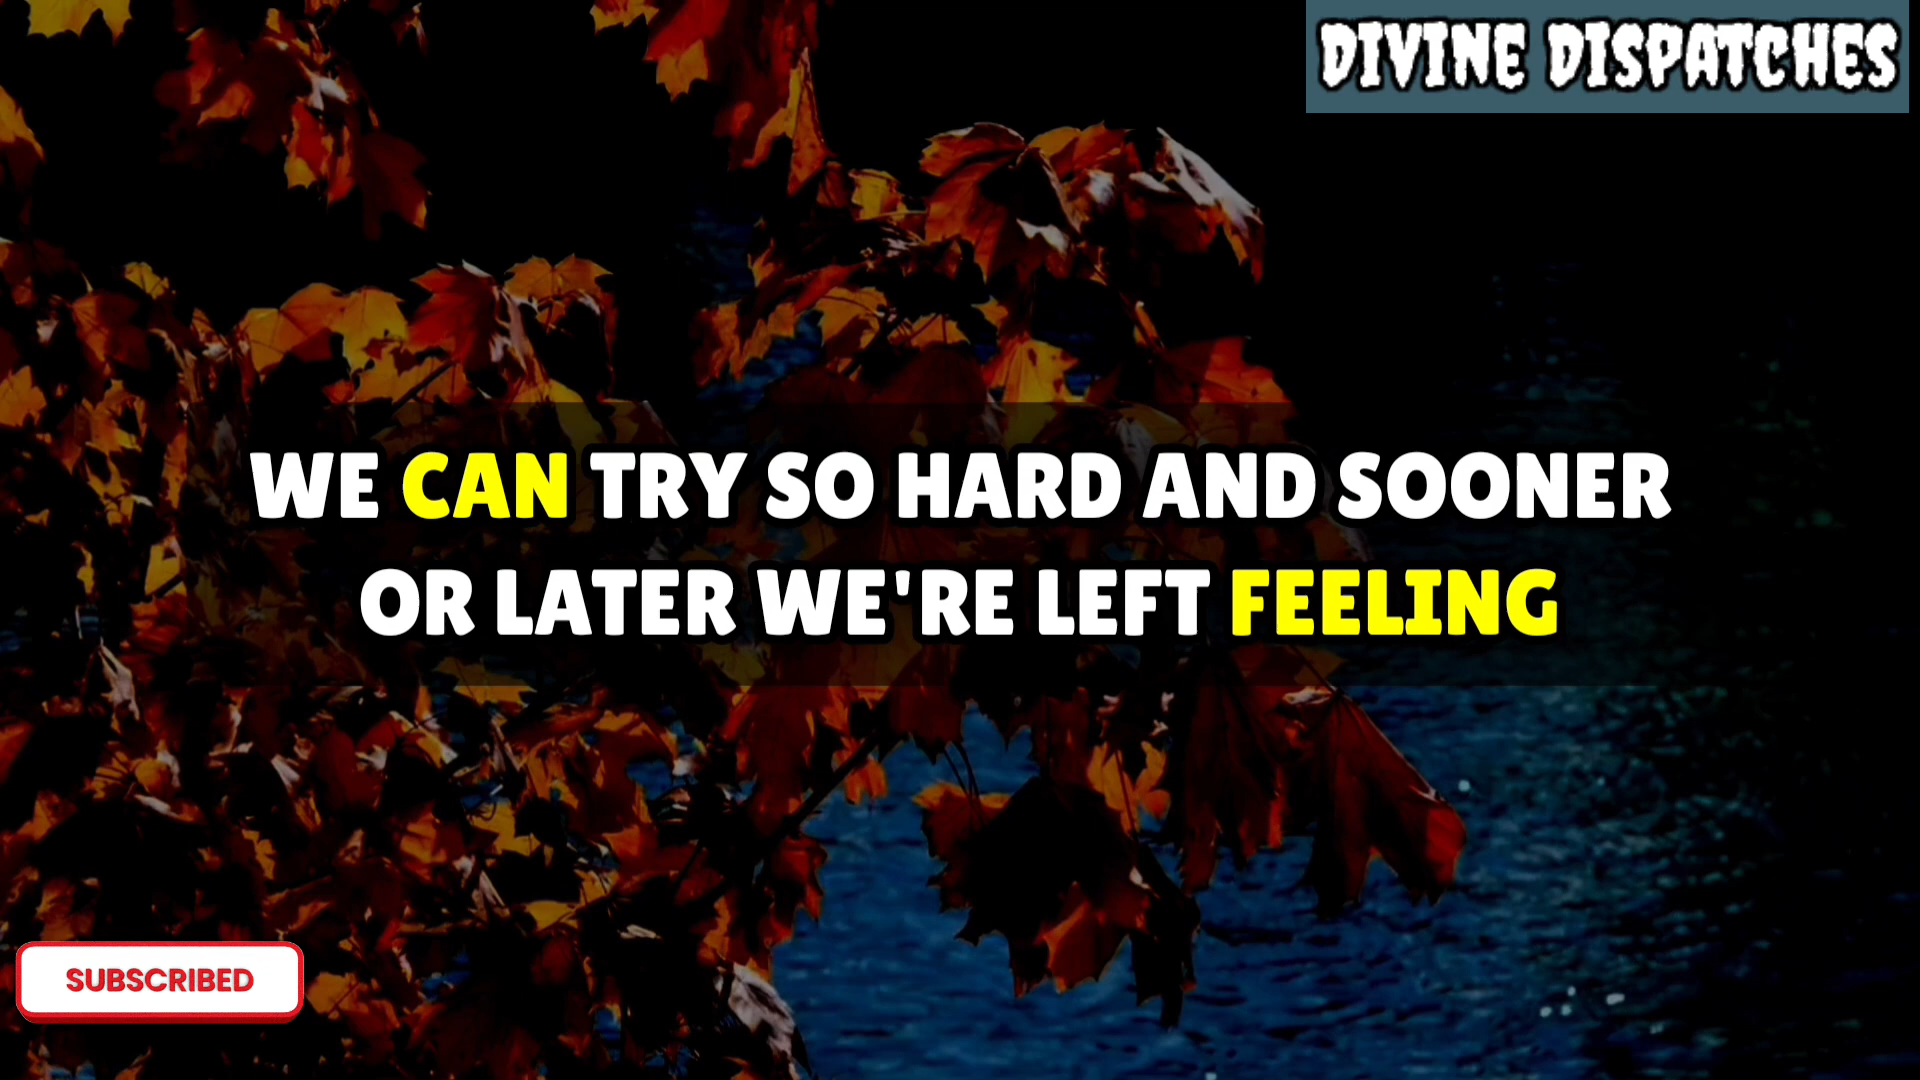 DIVINE DISPATCHES
WE CAN TRY SO HARD AND SOONER
OR LATER WE'RE LEFT FEELING
SUBSCRIBED